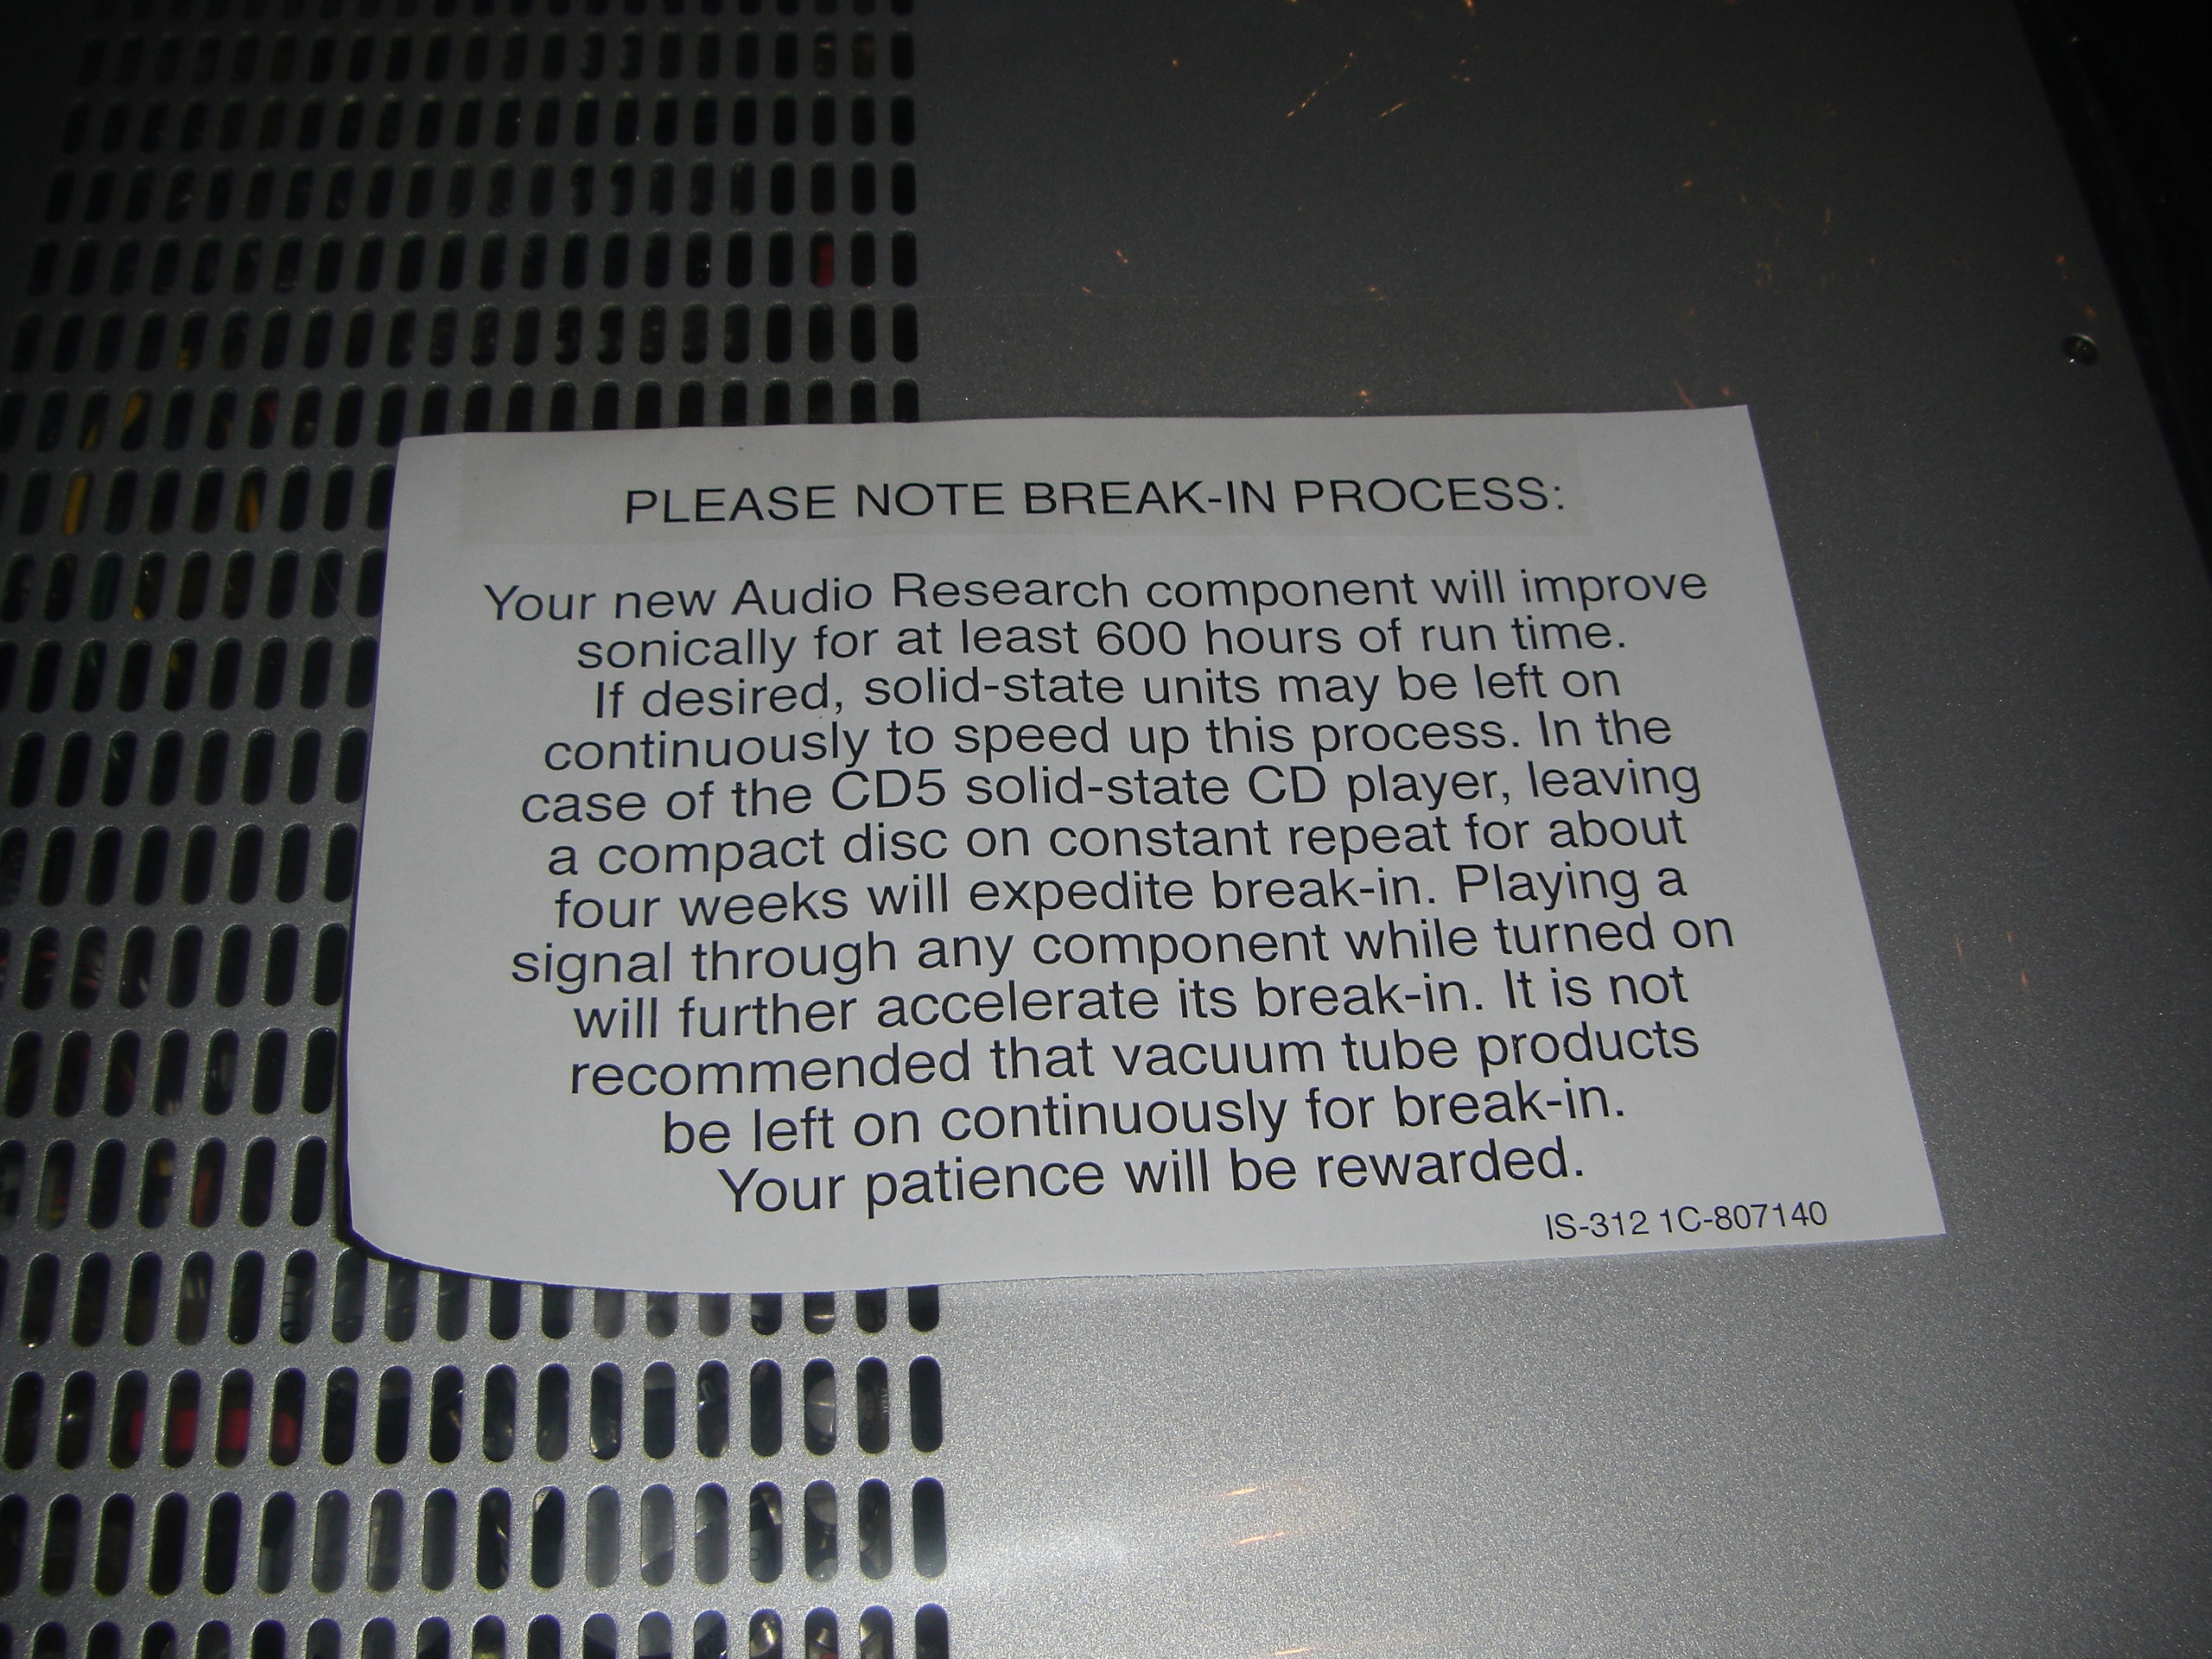 PLEASE NOTE BREAK-IN PROCESS:
Your new Audio Research component will improve
sonically for at least 600 hours of run time.
If desired, solid-state units may be left on
continuously to speed up this process. In the
case of the CD5 solid-state CD player, leaving
a compact disc on constant repeat for about
four weeks will expedite break-in. Playing a
signal through any component while turned on
will further accelerate its break-in. It is not
recommended that vacuum tube products
be left on continuously for break-in.
Your patience will be rewarded.
IS-312 1C-807140